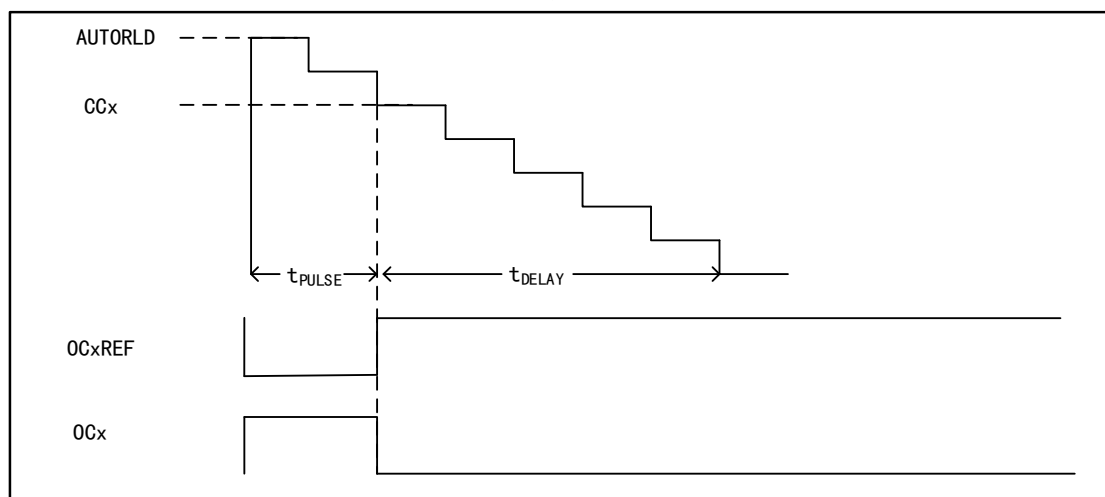 AUTORLD
CCx
tPULSE
tDELAY
OCxREF
OCx